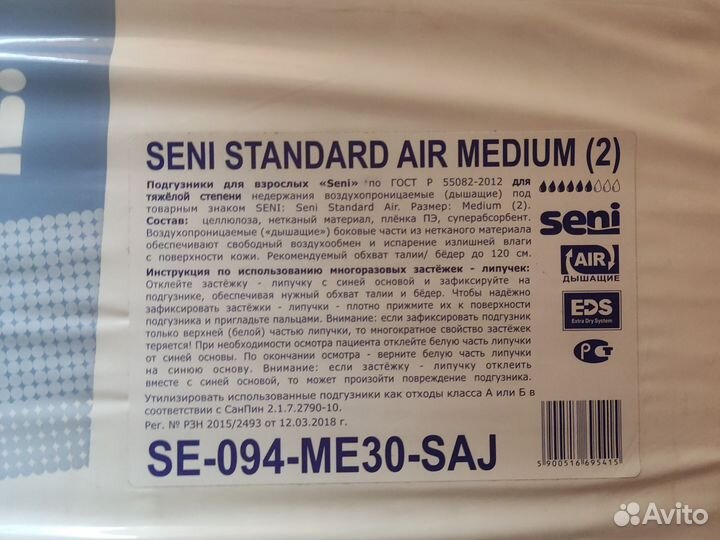 SENI STANDARD AIR MEDIUM (2)
Подгузники для взрослых «Seni» по ГОСТ Р 55082-2012 для
тяжёлой степени недержания воздухопроницаемые (дышащие) под
товарным знаком SENI: Seni Standard Air. Размер: Medium (2).
Состав: целлюлоза, нетканый материал, плёнка ПЭ, суперабсорбент.
Воздухопроницаемые («дышащие») боковые части из нетканого материала
обеспечивают свободный воздухообмен и испарение излишней влаги
с поверхности кожи. Рекомендуемый обхват талии/ бёдер до 120 см.
seni
AIR
ДЫШАЩИЕ
Инструкция по использованию многоразовых застёжек - липучек:
Отклейте застёжку - липучку с синей основой и зафиксируйте на
подгузнике, обеспечивая нужный обхват талии и бёдер. Чтобы надёжно
зафиксировать застёжки - липучки - плотно прижмите их к поверхности
подгузника и пригладьте пальцами. Внимание: если зафиксировать подгузник
только верхней (белой) частью липучки, то многократное свойство застёжек
теряется! При необходимости осмотра пациента отклейте белую часть липучки
от синей основы. По окончании осмотра - верните белую часть липучки
на синюю основу. Внимание: если застёжку - липучку отклеить
вместе с синей основой, то может произойти повреждение подгузника.
EDS
Extra Dry System
РСТ
Утилизировать использованные подгузники как отходы класса А или Б в
соответствии с СанПин 2.1.7.2790-10.
Рег. № РЗН 2015/2493 от 12.03.2018 г.
SE-094-ME30-SAJ
5 900516 695415
Avito